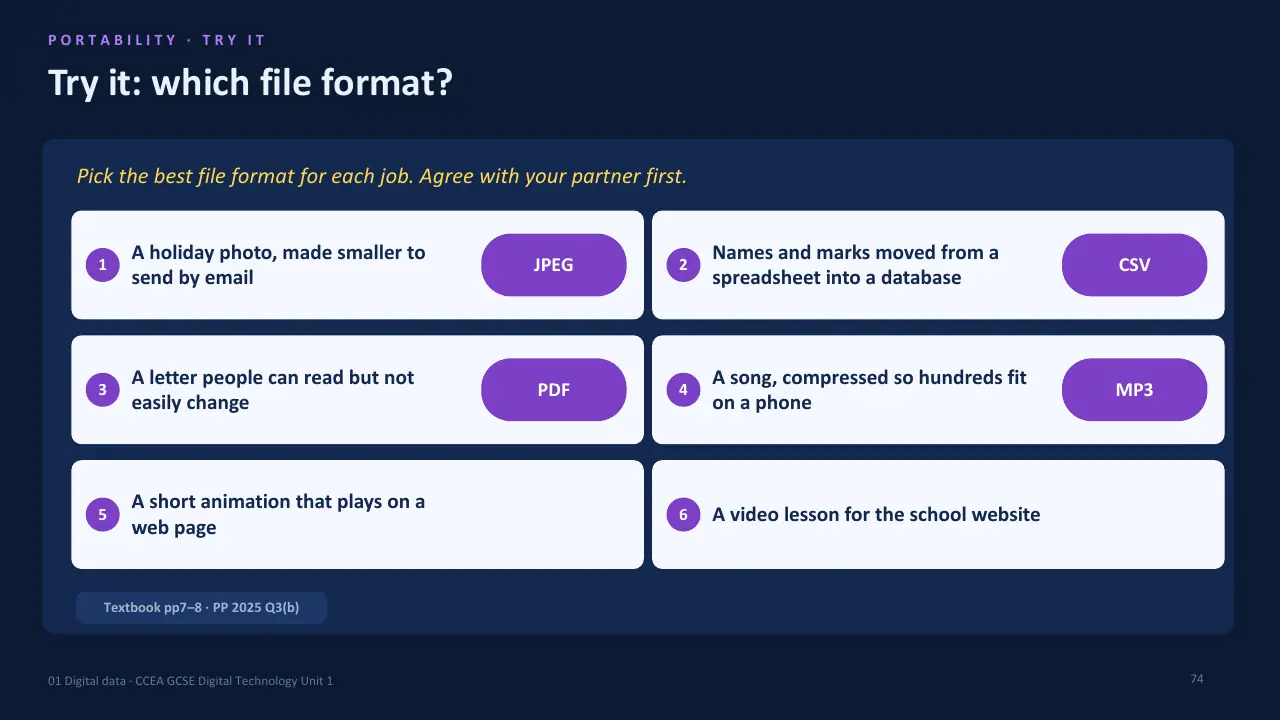 PORTABILITY · TRY IT
Try it: which file format?
Pick the best file format for each job. Agree with your partner first.
1
A holiday photo, made smaller to
send by email
JPEG
2
Names and marks moved from a
spreadsheet into a database
CSV
3
A letter people can read but not
easily change
PDF
4
A song, compressed so hundreds fit
on a phone
MP3
5
A short animation that plays on a
web page
6
A video lesson for the school website
Textbook pp7–8 · PP 2025 Q3(b)
01 Digital data · CCEA GCSE Digital Technology Unit 1
74